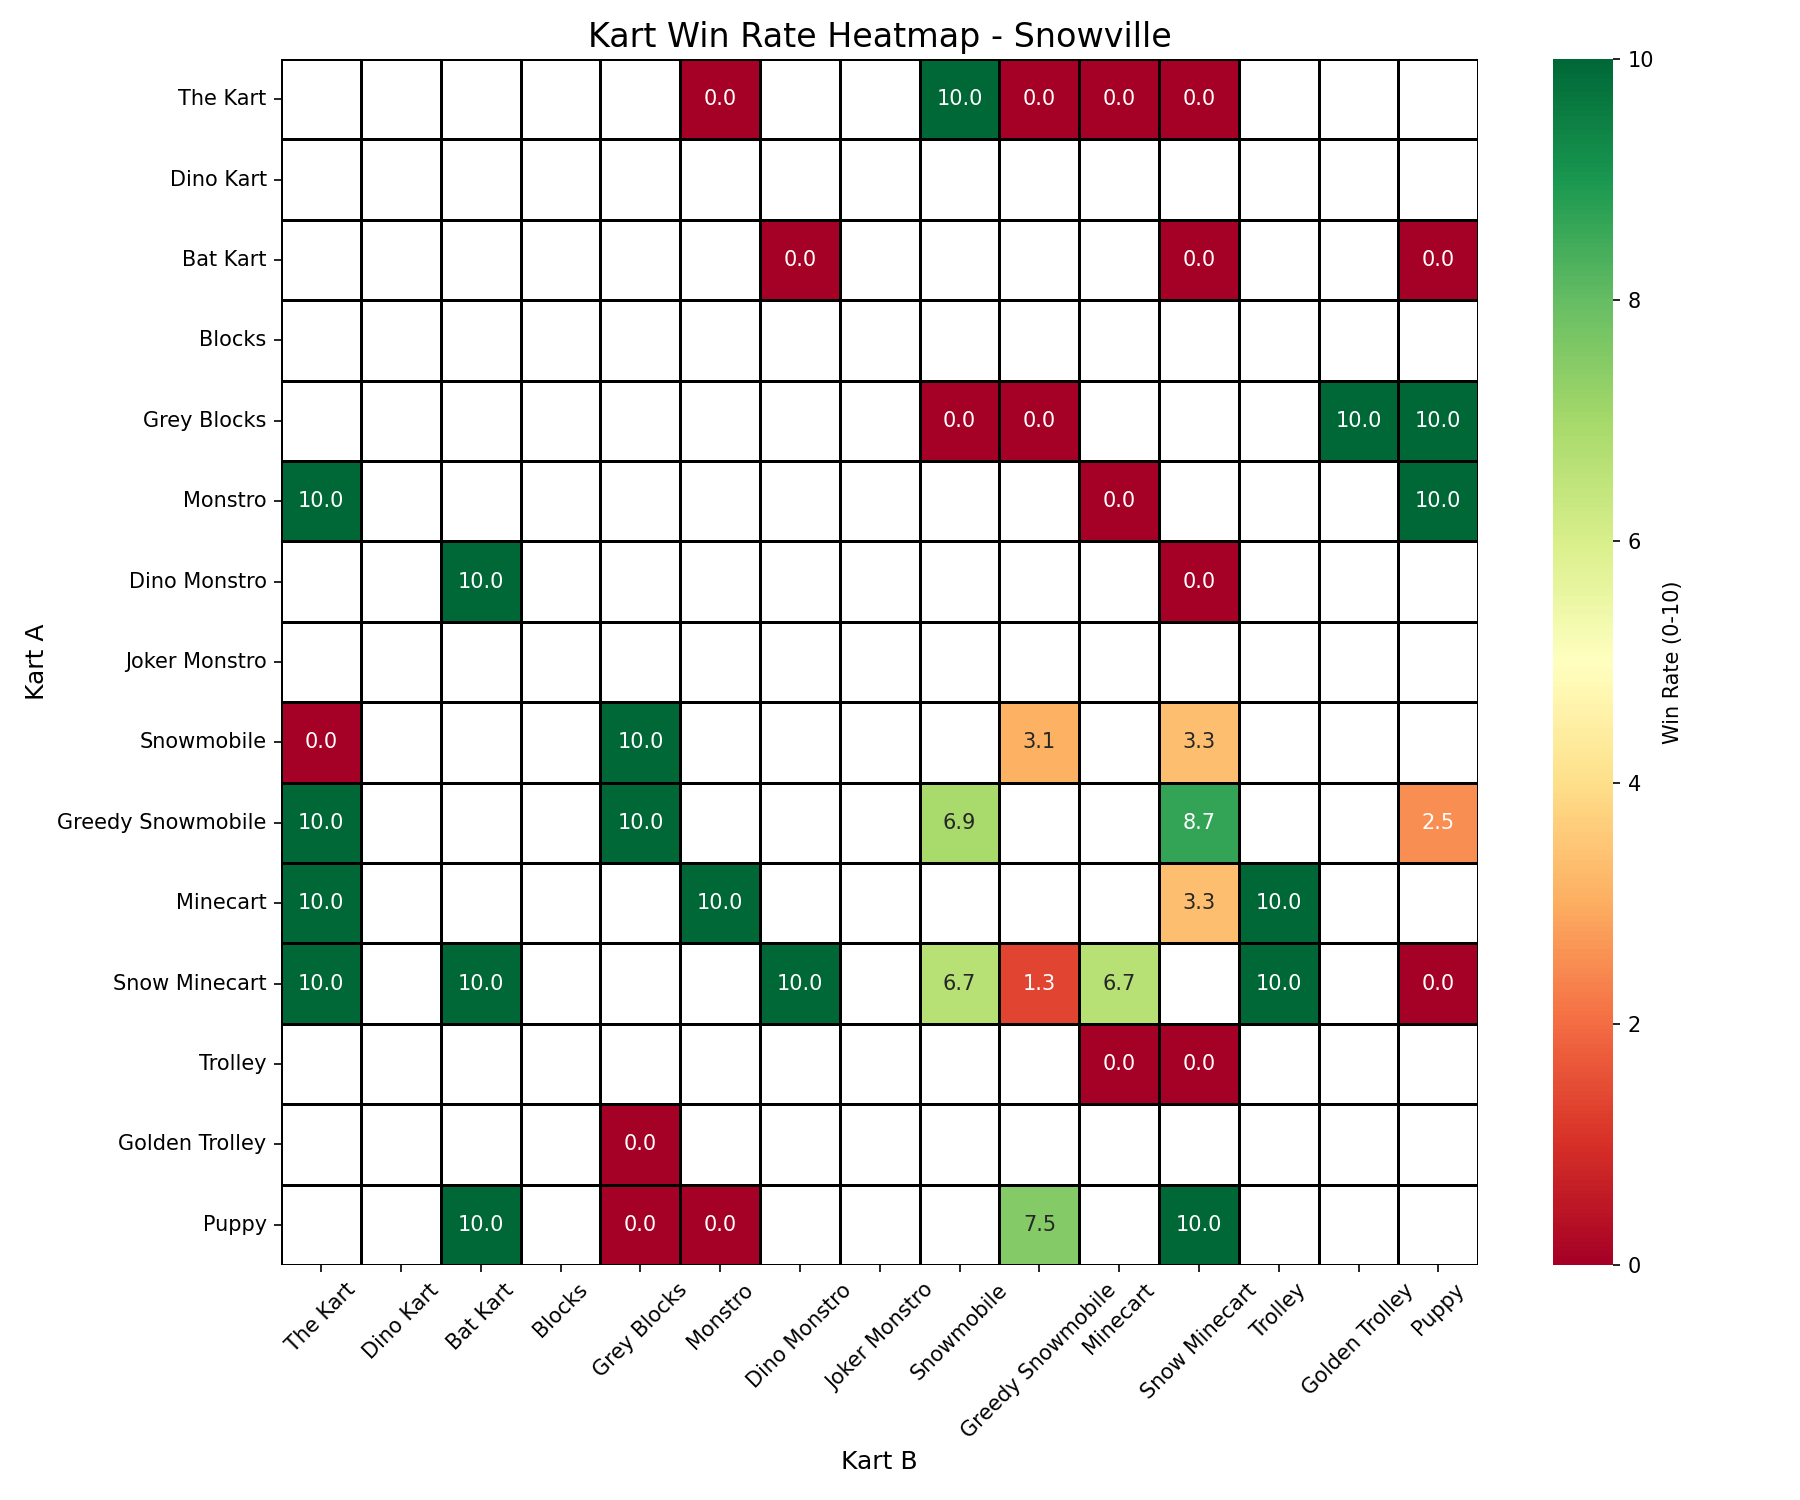 Kart Win Rate Heatmap - Snowville
The Kart 0.0 10.0 0.0 0.0 0.0
Dino Kart
Bat Kart 0.0 0.0 0.0
Blocks
Grey Blocks 0.0 0.0 10.0 10.0
Monstro 10.0 0.0 10.0
Dino Monstro 10.0 0.0
Joker Monstro
Snowmobile 0.0 10.0 3.1 3.3
Greedy Snowmobile 10.0 10.0 6.9 8.7 2.5
Minecart 10.0 10.0 3.3 10.0
Snow Minecart 10.0 10.0 10.0 6.7 1.3 6.7 10.0 0.0
Trolley 0.0 0.0
Golden Trolley 0.0
Puppy 10.0 0.0 0.0 7.5 10.0
Kart A
The Kart
Dino Kart
Bat Kart
Blocks
Grey Blocks
Monstro
Dino Monstro
Joker Monstro
Snowmobile
Greedy Snowmobile
Minecart
Snow Minecart
Trolley
Golden Trolley
Puppy
Kart B
10
8
6
4
2
0
Win Rate (0-10)